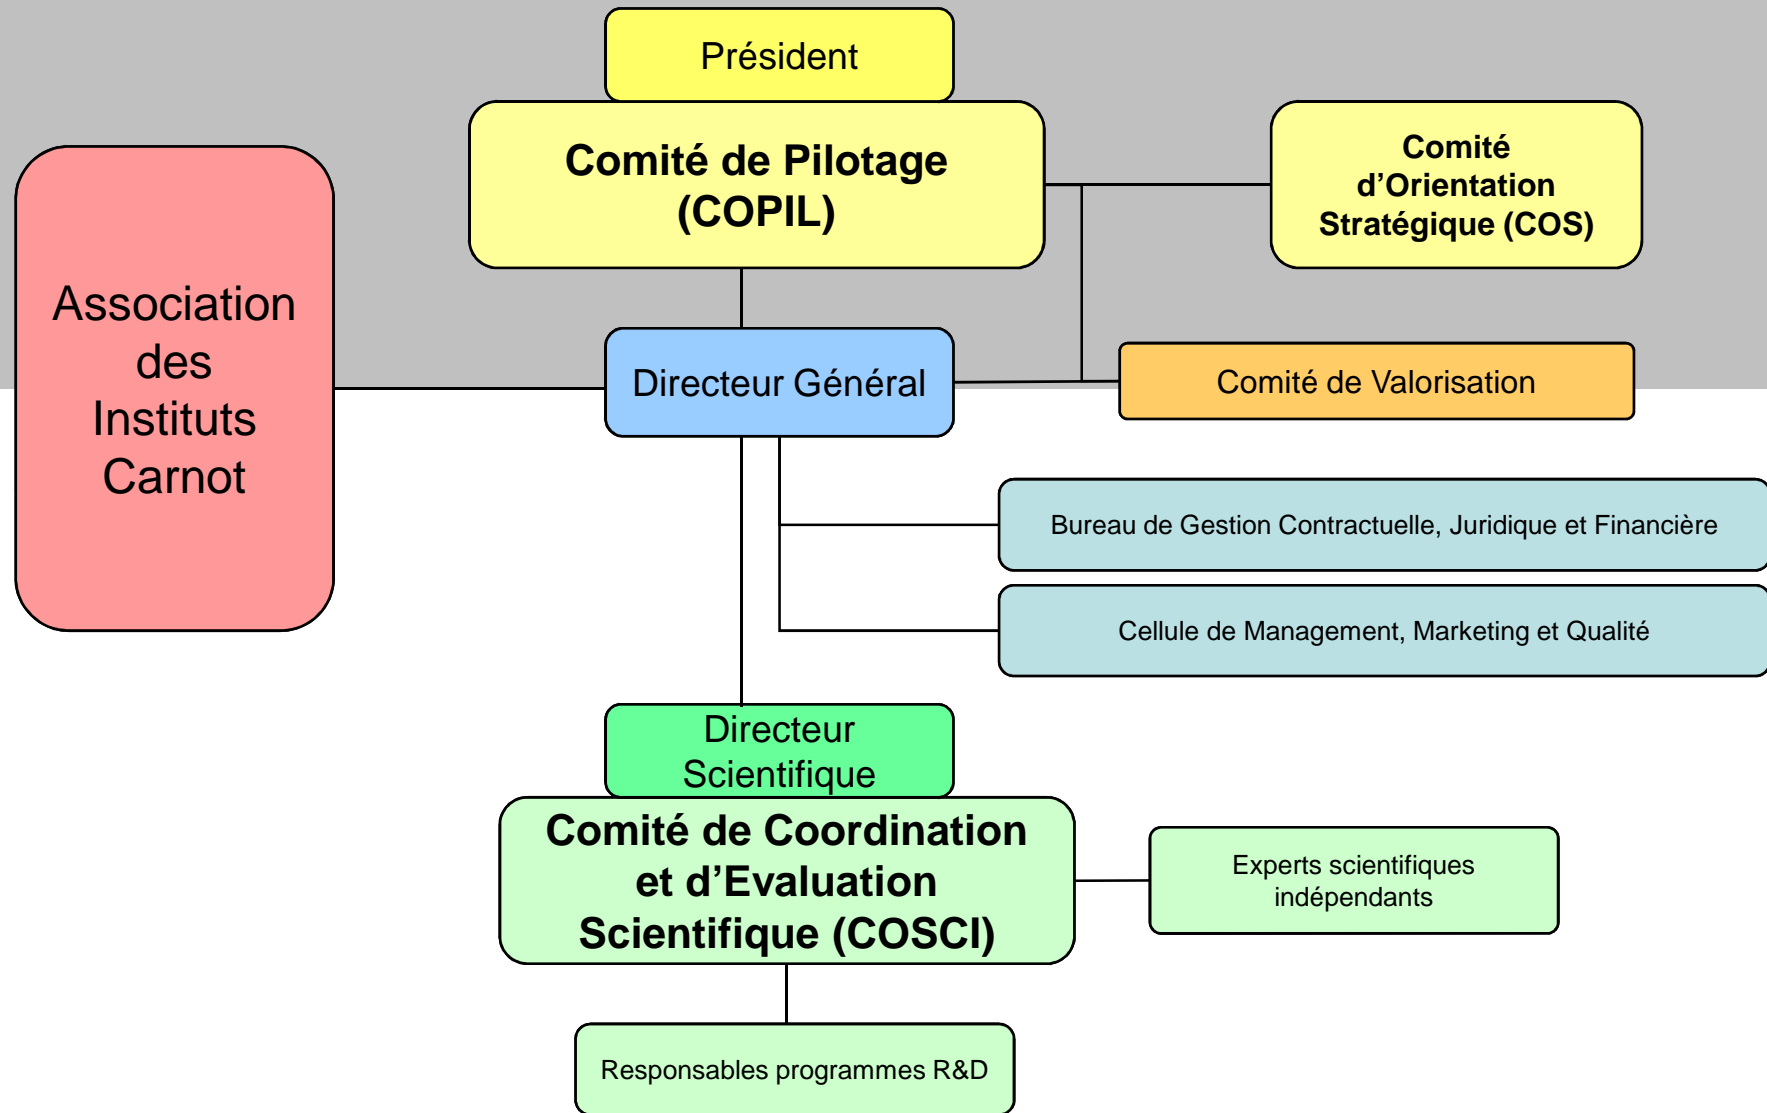 Président
Comité de Pilotage
(COPIL)
Comité
d’Orientation
Stratégique (COS)
Association
des
Instituts
Carnot
Directeur Général
Comité de Valorisation
Bureau de Gestion Contractuelle, Juridique et Financière
Cellule de Management, Marketing et Qualité
Directeur
Scientifique
Comité de Coordination
et d’Evaluation
Scientifique (COSCI)
Experts scientifiques
indépendants
Responsables programmes R&D